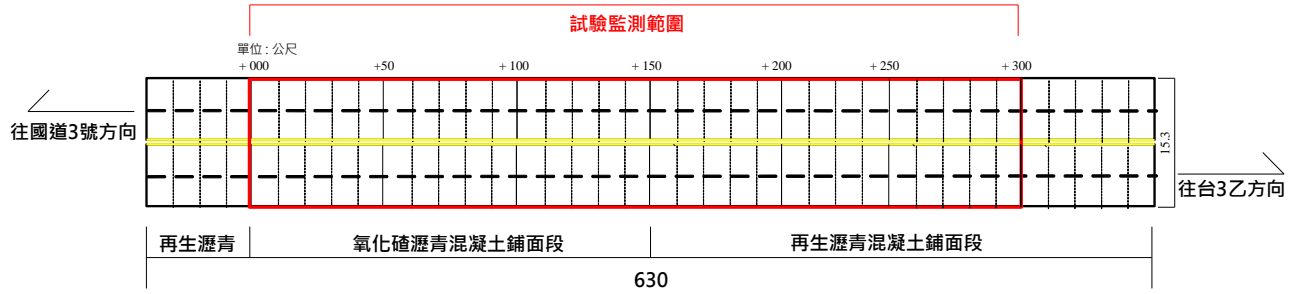 試驗監測範圍
單位 : 公尺
+ 000 +50 + 100 + 150 + 200 + 250 + 300
往國道3號方向
15.3
往台3乙方向
再生瀝青 氧化碴瀝青混凝土鋪面段 再生瀝青混凝土鋪面段
630